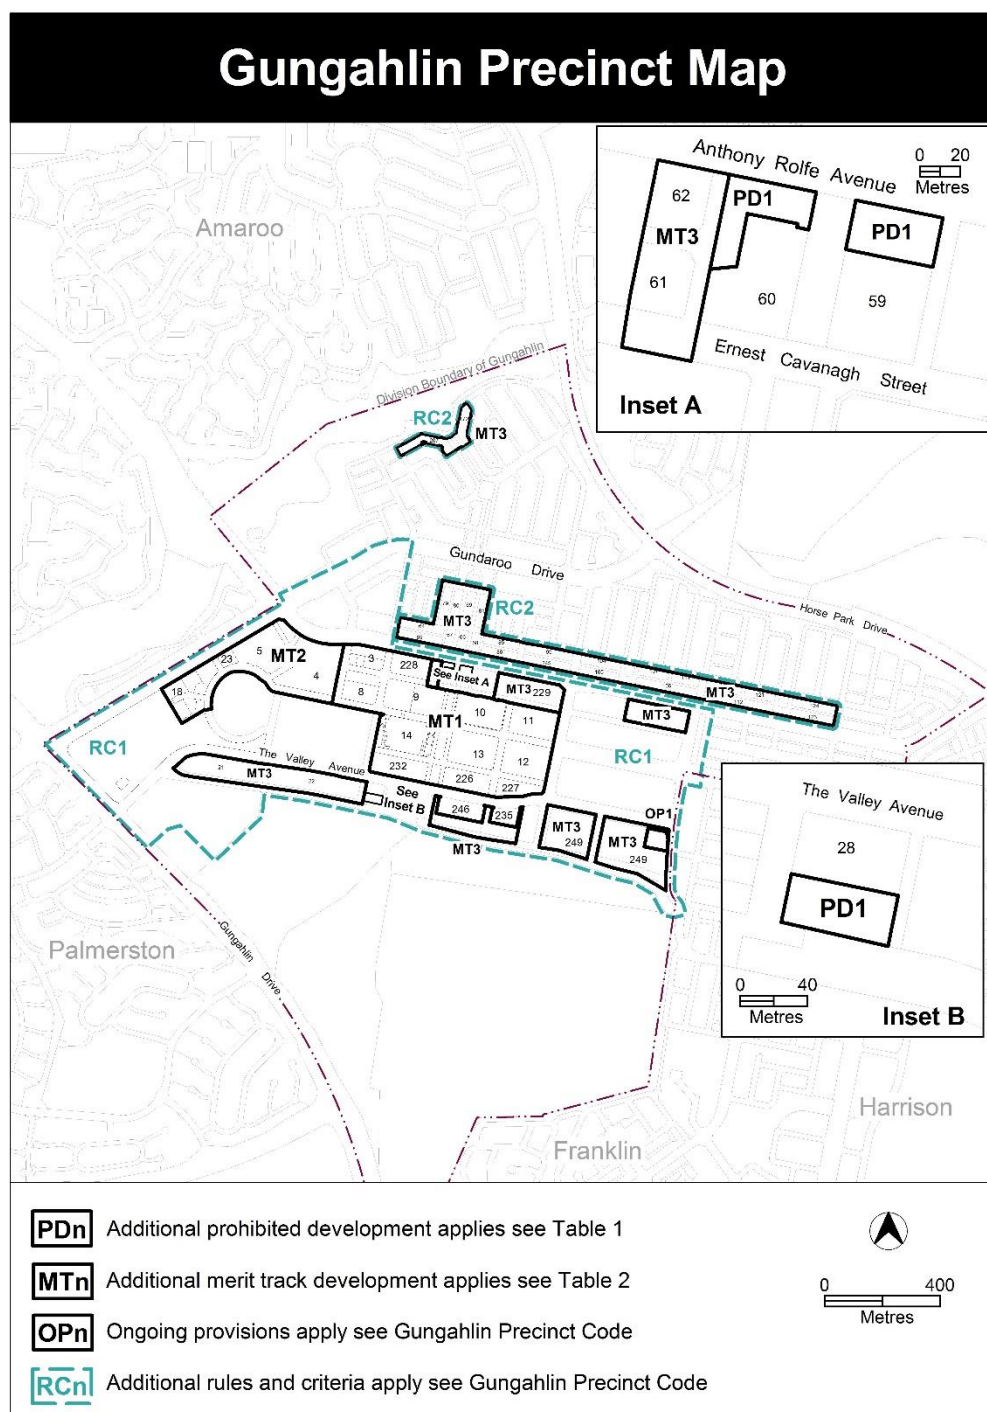 Gungahlin Precinct Map
Amaroo
Division Boundary of Gungahlin
RC2
MT3
Anthony Rolfe Avenue
0 20
Metres
62
PD1
MT3
PD1
61
60
59
Ernest Cavanagh Street
Inset A
Gundaroo Drive
Horse Park Drive
RC2
MT3
MT3
MT2
5
23
18
4
3
228
See Inset A
MT3 229
8
9
10
11
MT1
MT3
14
13
12
RC1
RC1
The Valley Avenue
232
226
227
21
MT3
See
Inset B
246
235
OP1
MT3
249
MT3
249
MT3
The Valley Avenue
28
PD1
0 40
Metres
Inset B
Palmerston
Gungahlin Drive
Harrison
Franklin
PDn Additional prohibited development applies see Table 1
MTn Additional merit track development applies see Table 2
OPn Ongoing provisions apply see Gungahlin Precinct Code
RCn Additional rules and criteria apply see Gungahlin Precinct Code
0 400
Metres